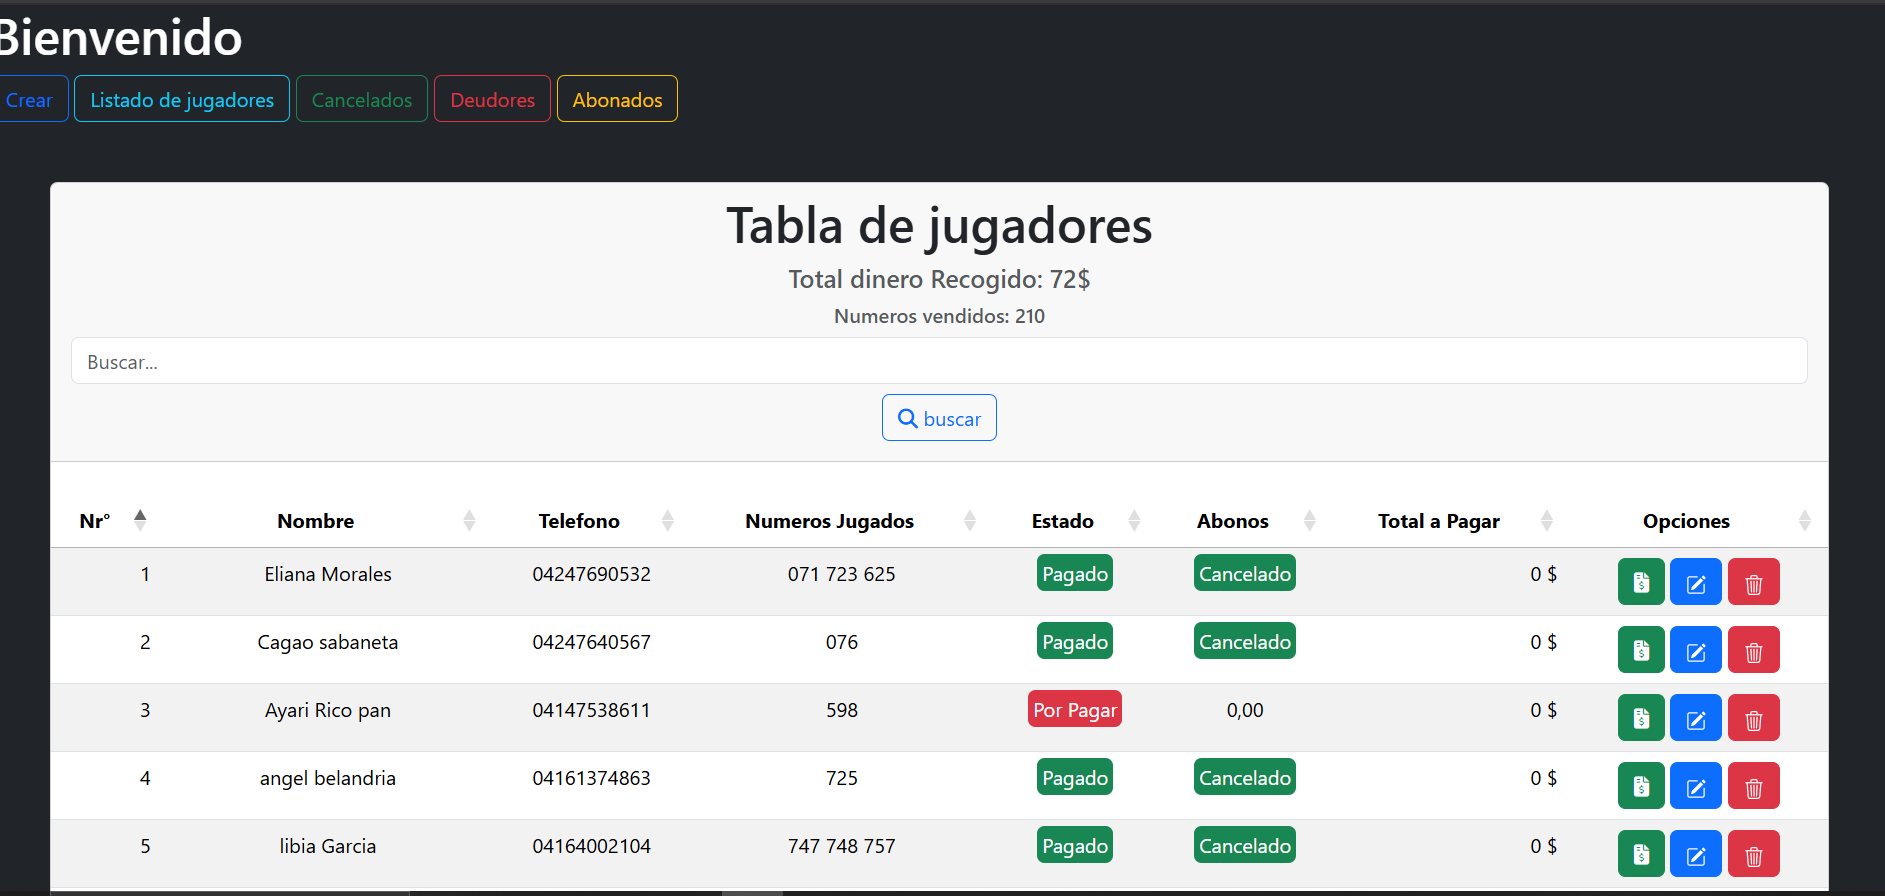 Bienvenido
Crear Listado de jugadores Cancelados Deudores Abonados
Tabla de jugadores
Total dinero Recogido: 72$
Numeros vendidos: 210
Buscar...
buscar
Nr° Nombre Telefono Numeros Jugados Estado Abonos Total a Pagar Opciones
1 Eliana Morales 04247690532 071 723 625 Pagado Cancelado 0 $
2 Cagao sabaneta 04247640567 076 Pagado Cancelado 0 $
3 Ayari Rico pan 04147538611 598 Por Pagar 0,00 0 $
4 angel belandria 04161374863 725 Pagado Cancelado 0 $
5 libia Garcia 04164002104 747 748 757 Pagado Cancelado 0 $